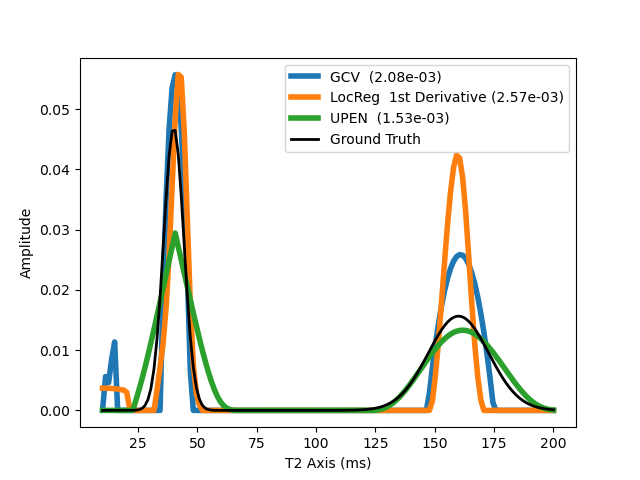 GCV (2.08e-03)
LocReg 1st Derivative (2.57e-03)
UPEN (1.53e-03)
Ground Truth
Amplitude
0.05
0.04
0.03
0.02
0.01
0.00
25 50 75 100 125 150 175 200
T2 Axis (ms)